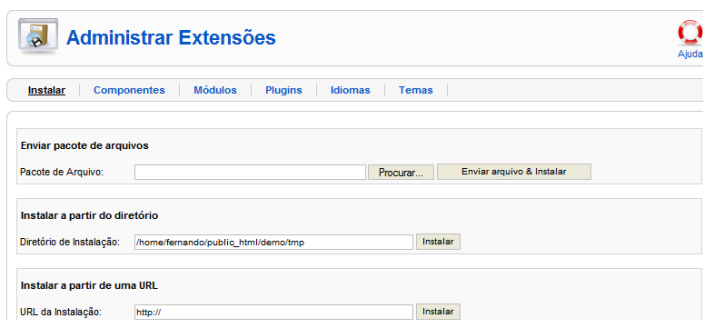 Administrar Extensões
Ajuda
Instalar Componentes Módulos Plugins Idiomas Temas
Enviar pacote de arquivos
Pacote de Arquivo: Procurar... Enviar arquivo & Instalar
Instalar a partir do diretório
Diretório de Instalação: /home/fernando/public_html/demo/tmp Instalar
Instalar a partir de uma URL
URL da Instalação: http:// Instalar